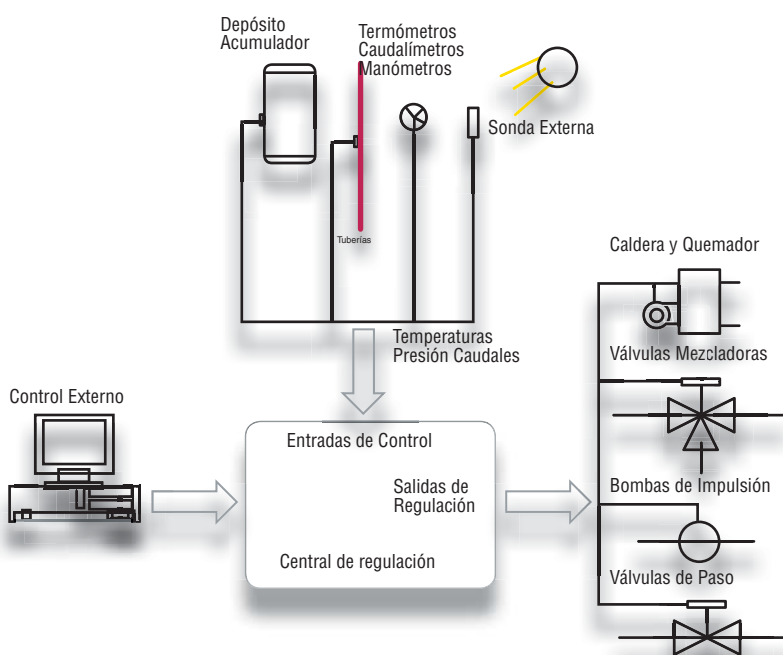 Depósito
Acumulador
Termómetros
Caudalímetros
Manómetros
Sonda Externa
Tuberías
Temperaturas
Presión Caudales
Control Externo
Entradas de Control
Salidas de
Regulación
Central de regulación
Caldera y Quemador
Válvulas Mezcladoras
Bombas de Impulsión
Válvulas de Paso